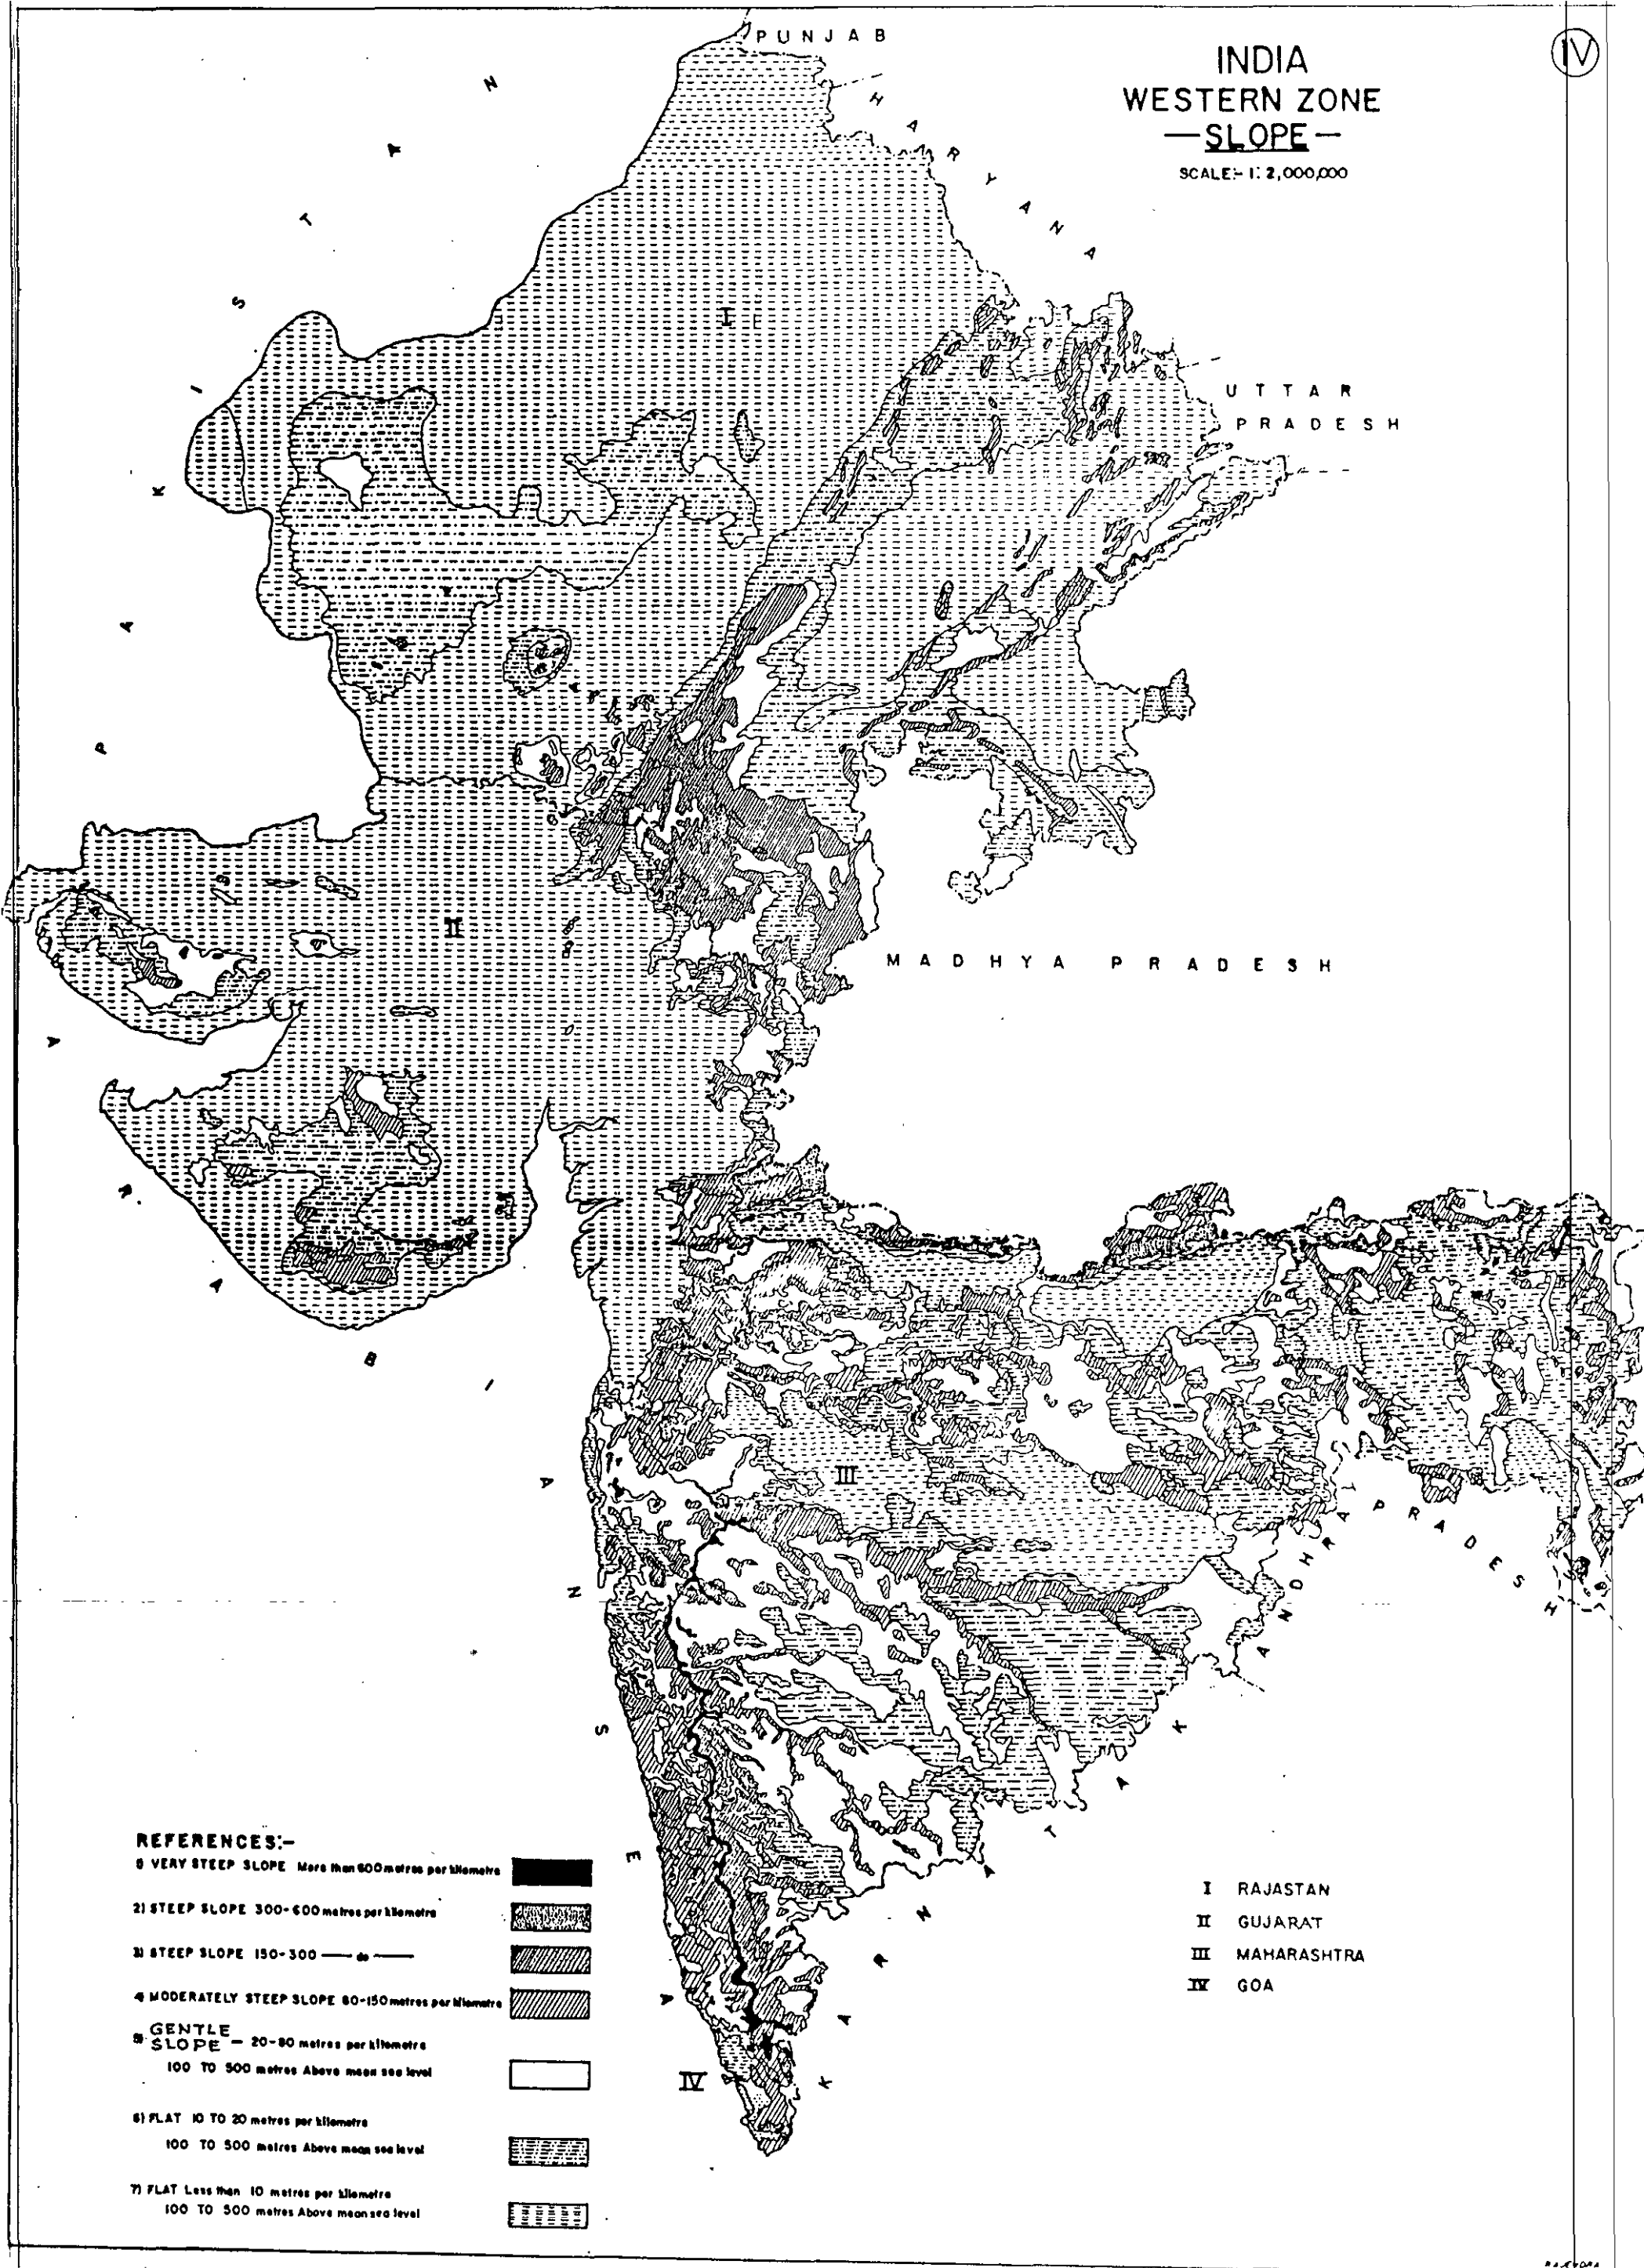 INDIA
WESTERN ZONE
— SLOPE —
SCALE:- 1: 2,000,000
IV
PUNJAB
HARYANA
UTTAR
PRADESH
PAKISTAN
I
II
MADHYA PRADESH
ARABIAN SEA
III
ANDHRA PRADESH
KARNATAKA
IV
REFERENCES:-
1) VERY STEEP SLOPE More than 600 metres per kilometre
2) STEEP SLOPE 300-600 metres per kilometre
3) STEEP SLOPE 150-300 — do —
4) MODERATELY STEEP SLOPE 80-150 metres per kilometre
5) GENTLE
SLOPE — 20-80 metres per kilometre
100 TO 500 metres Above mean sea level
6) FLAT 10 TO 20 metres per kilometre
100 TO 500 metres Above mean sea level
7) FLAT Less than 10 metres per kilometre
100 TO 500 metres Above mean sea level
I RAJASTAN
II GUJARAT
III MAHARASHTRA
IV GOA